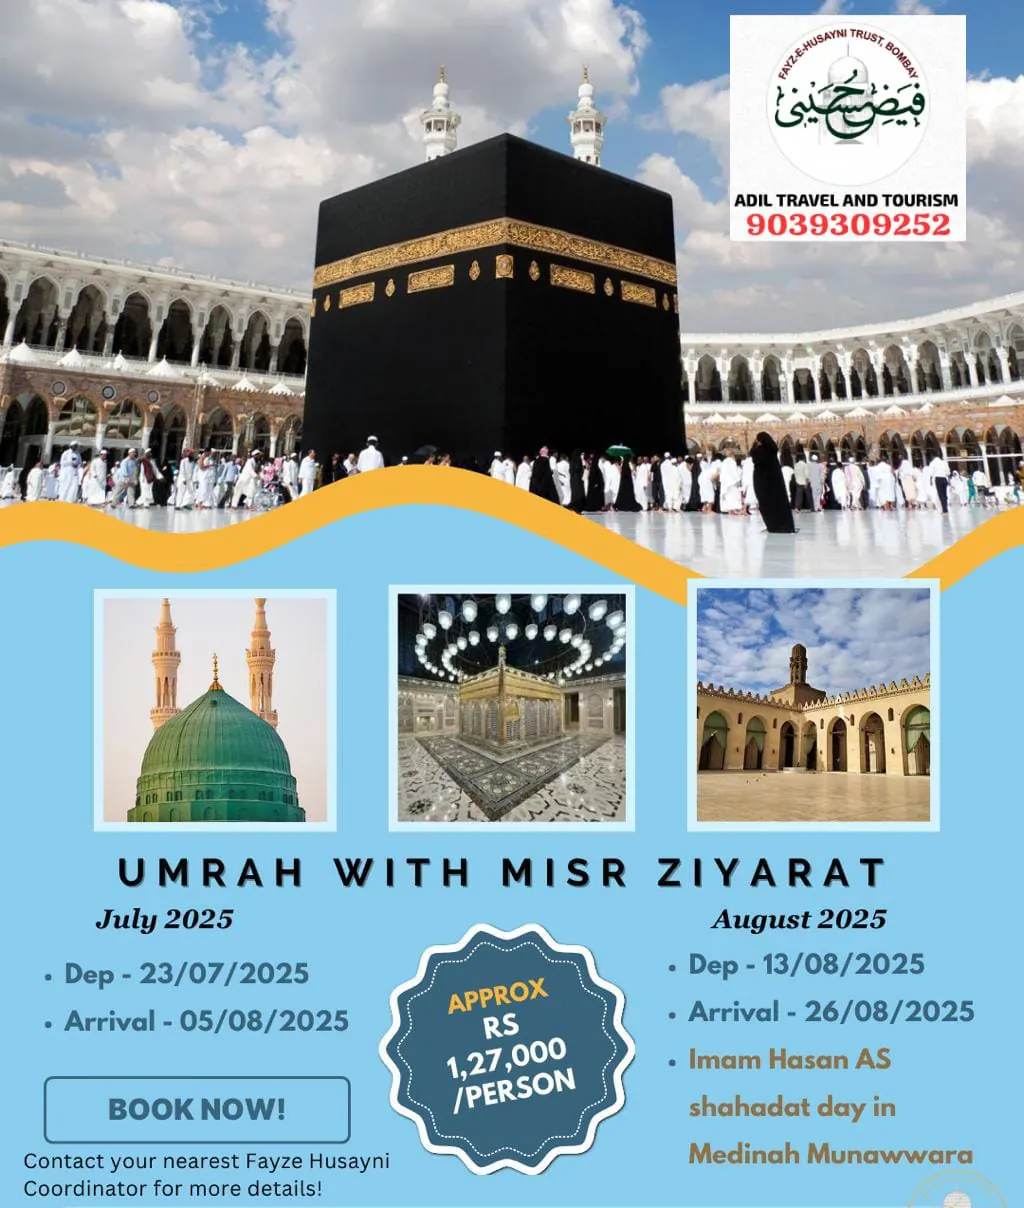 FAYZ-E-HUSAYNI TRUST, BOMBAY
فيض حسيني
ADIL TRAVEL AND TOURISM
9039309252
UMRAH WITH MISR ZIYARAT
July 2025
Dep - 23/07/2025
Arrival - 05/08/2025
BOOK NOW!
Contact your nearest Fayze Husayni
Coordinator for more details!
APPROX
RS
1,27,000
/PERSON
August 2025
Dep - 13/08/2025
Arrival - 26/08/2025
Imam Hasan AS
shahadat day in
Medinah Munawwara